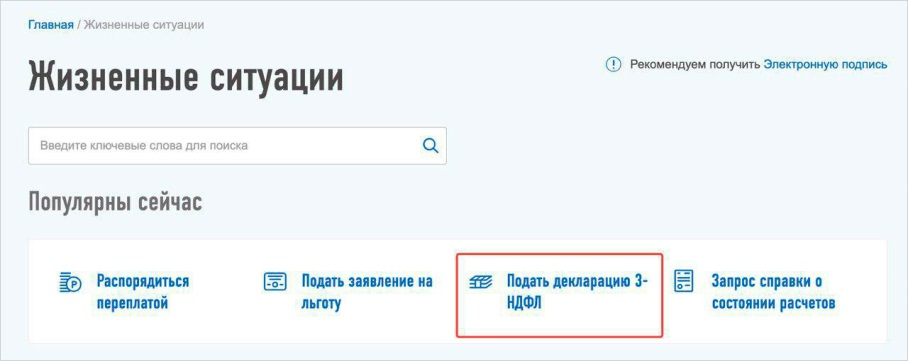 Главная / Жизненные ситуации
Жизненные ситуации
Рекомендуем получить Электронную подпись
Введите ключевые слова для поиска
Популярны сейчас
Распорядиться
переплатой
Подать заявление на
льготу
Подать декларацию 3-
НДФЛ
Запрос справки о
состоянии расчетов